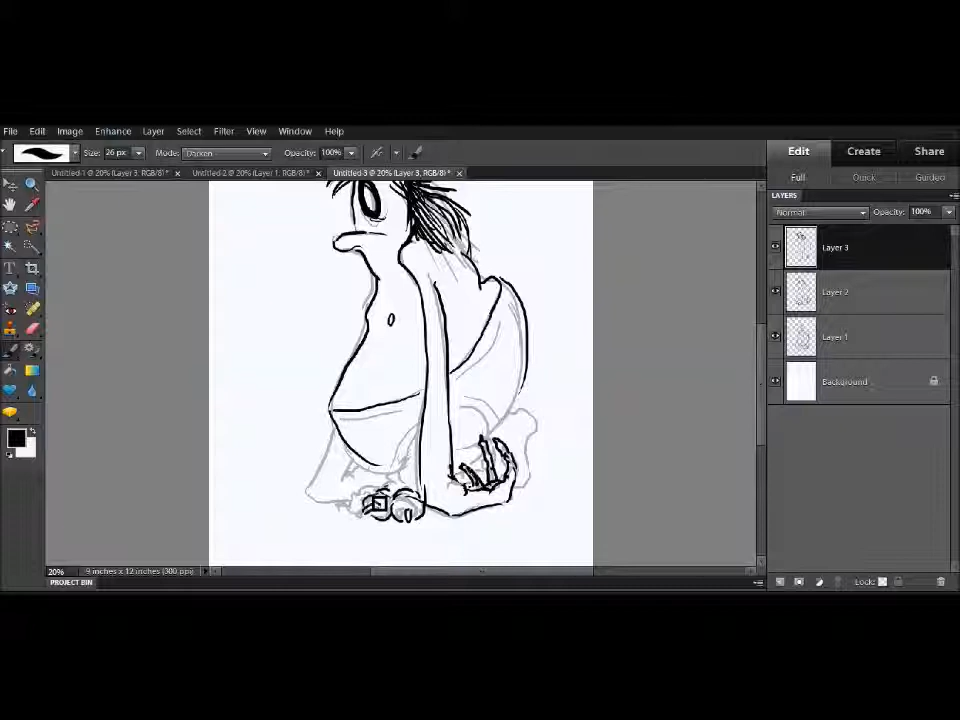 File Edit Image Enhance Layer Select Filter View Window Help
Size: 26 px Mode: Darken Opacity: 100%
Edit Create Share
Untitled-1 @ 20% (Layer 3, RGB/8) * × Untitled-2 @ 20% (Layer 1, RGB/8) * × Untitled-3 @ 20% (Layer 3, RGB/8) * ×
Full Quick Guided
LAYERS
Normal Opacity: 100%
Layer 3
Layer 2
Layer 1
Background
20% 9 inches x 12 inches (300 ppi)
Lock:
PROJECT BIN